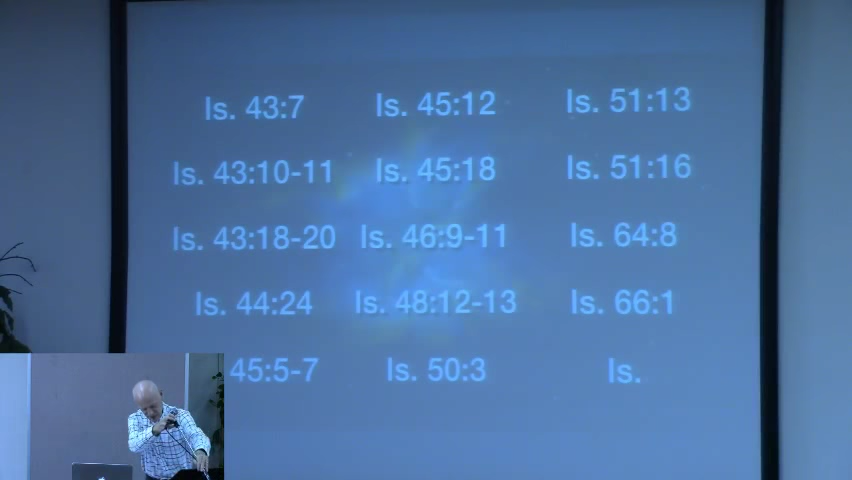 Is. 43:7 Is. 45:12 Is. 51:13
Is. 43:10-11 Is. 45:18 Is. 51:16
Is. 43:18-20 Is. 46:9-11 Is. 64:8
Is. 44:24 Is. 48:12-13 Is. 66:1
45:5-7 Is. 50:3 Is.